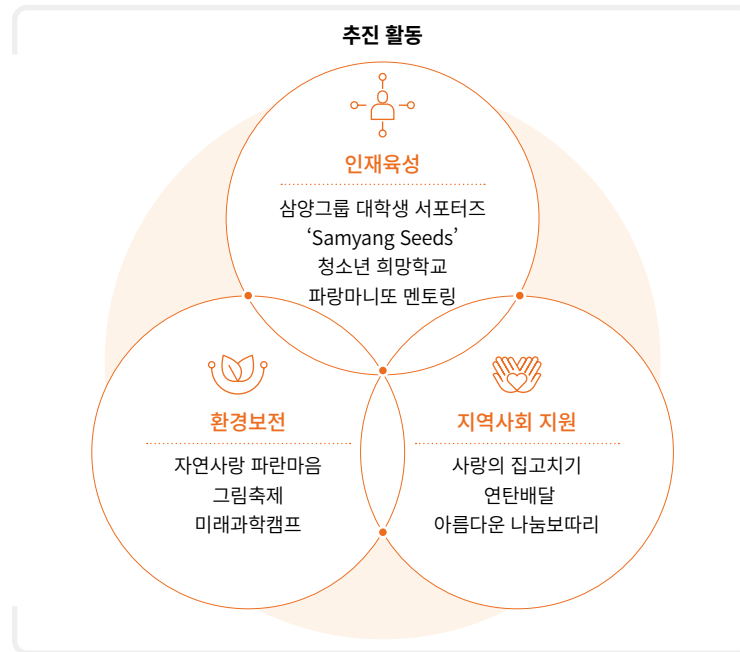 추진 활동
인재육성
삼양그룹 대학생 서포터즈
‘Samyang Seeds’
청소년 희망학교
파랑마니또 멘토링
환경보전
자연사랑 파란마음
그림축제
미래과학캠프
지역사회 지원
사랑의 집고치기
연탄배달
아름다운 나눔보따리